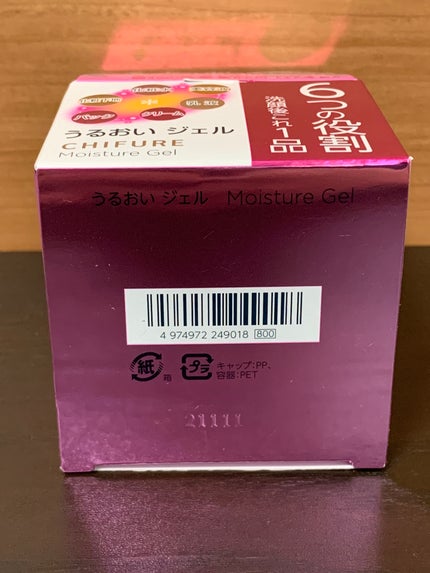 6つの役割
洗顔後これ1品
化粧水
美容液
乳液
クリーム
パック
うるおい ジェル
CHIFURE
Moisture Gel
うるおい ジェル Moisture Gel
4 974972 249018 800
紙 箱
プラ キャップ:PP、
容器:PET
21111